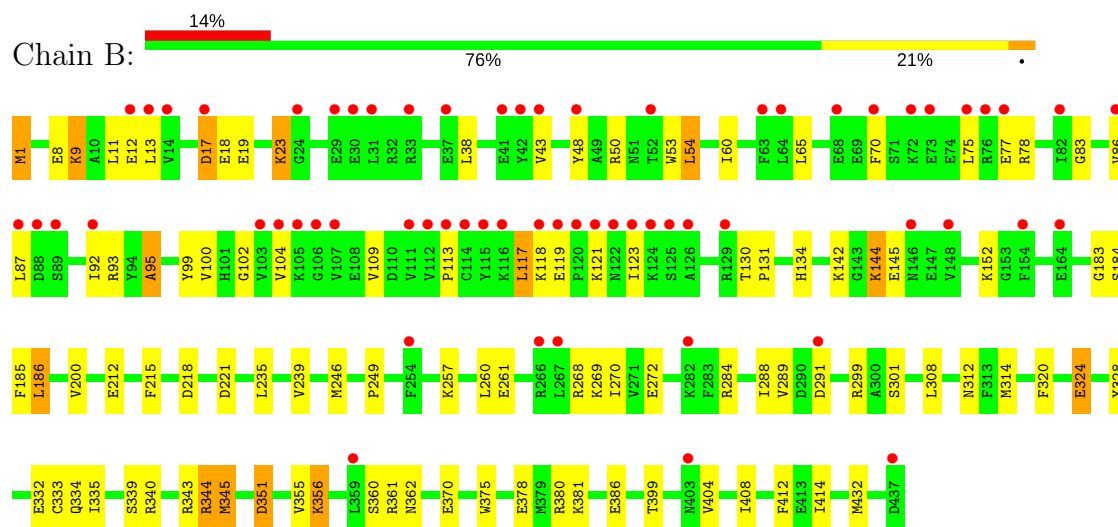 14%
Chain B:
76% 21% •
M1 E8 K9 A10 L11 E12 L13 V14 D17 E18 E19 K23 G24 E29 E30 L31 R32 R33 E37 L38 E41 Y42 V43 Y48 A49 R50 N51 T52 W53 L54 I60 F63 L64 L65 E68 E69 F70 S71 K72 E73 E74 L75 R76 E77 R78 I82 G83
L87 D88 S89 I92 R93 Y94 A95 Y99 V100 H101 G102 V103 V104 K105 G106 V107 E108 V109 D110 V111 V112 P113 C114 Y115 K116 L117 K118 E119 P120 K121 N122 I123 K124 S125 A126 R129 T130 P131 H134 K142 G143 K144 E145 N146 E147 V148 K152 G153 F154 E164 G183 S184
F185 L186 V200 E212 F215 D218 D221 L235 V239 M246 P249 F254 K257 L260 E261 R266 L267 R268 K269 I270 V271 E272 K282 F283 R284 I288 V289 D290 D291 R299 A300 S301 L308 N312 F313 M314 F320 E324
E332 C333 Q334 I335 S339 R340 R343 R344 M345 D351 V355 K356 L359 S360 R361 N362 E370 W375 E378 M379 R380 K381 E386 T399 N403 V404 I408 F412 E413 I414 M432 D437